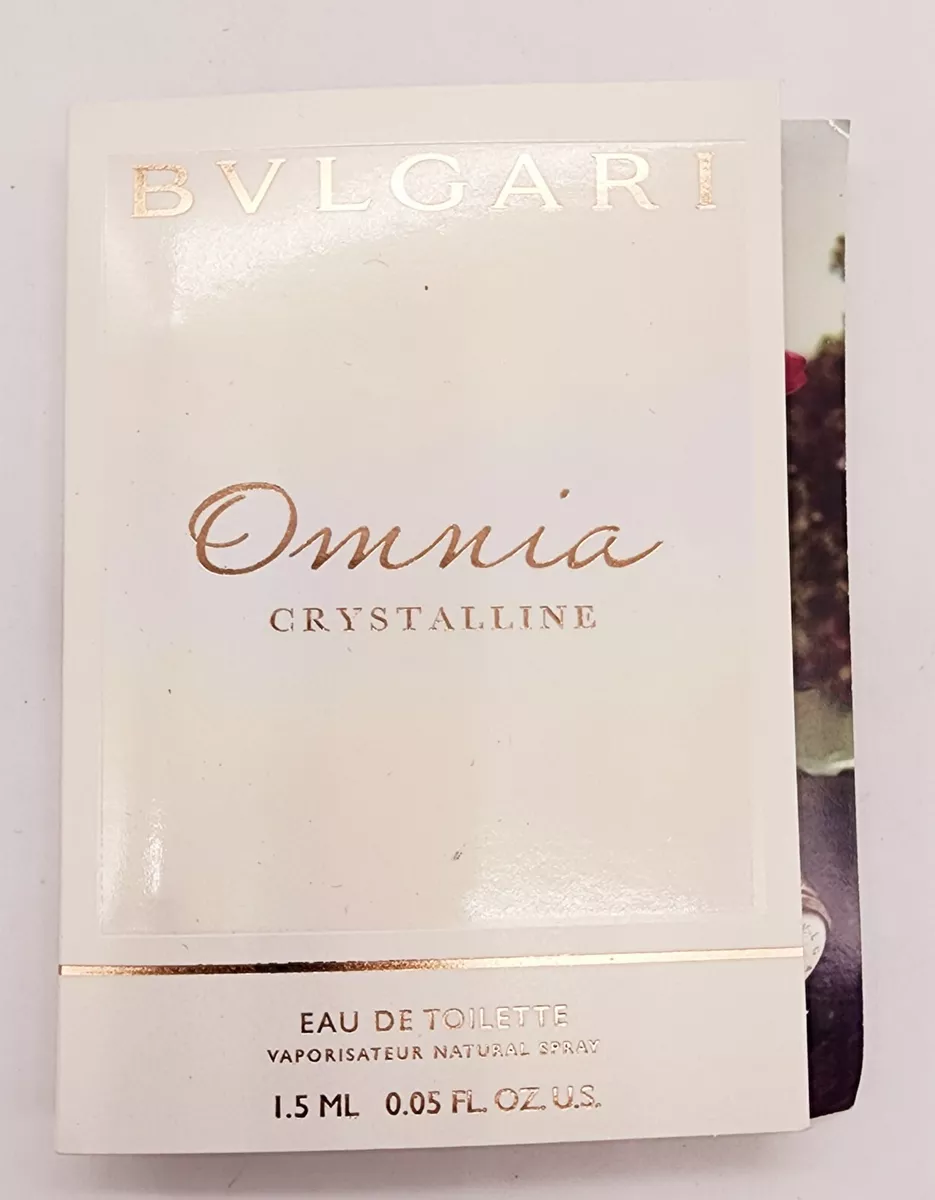 BVLGARI
Omnia
CRYSTALLINE
EAU DE TOILETTE
VAPORISATEUR NATURAL SPRAY
1.5 ML 0.05 FL. OZ. U.S.